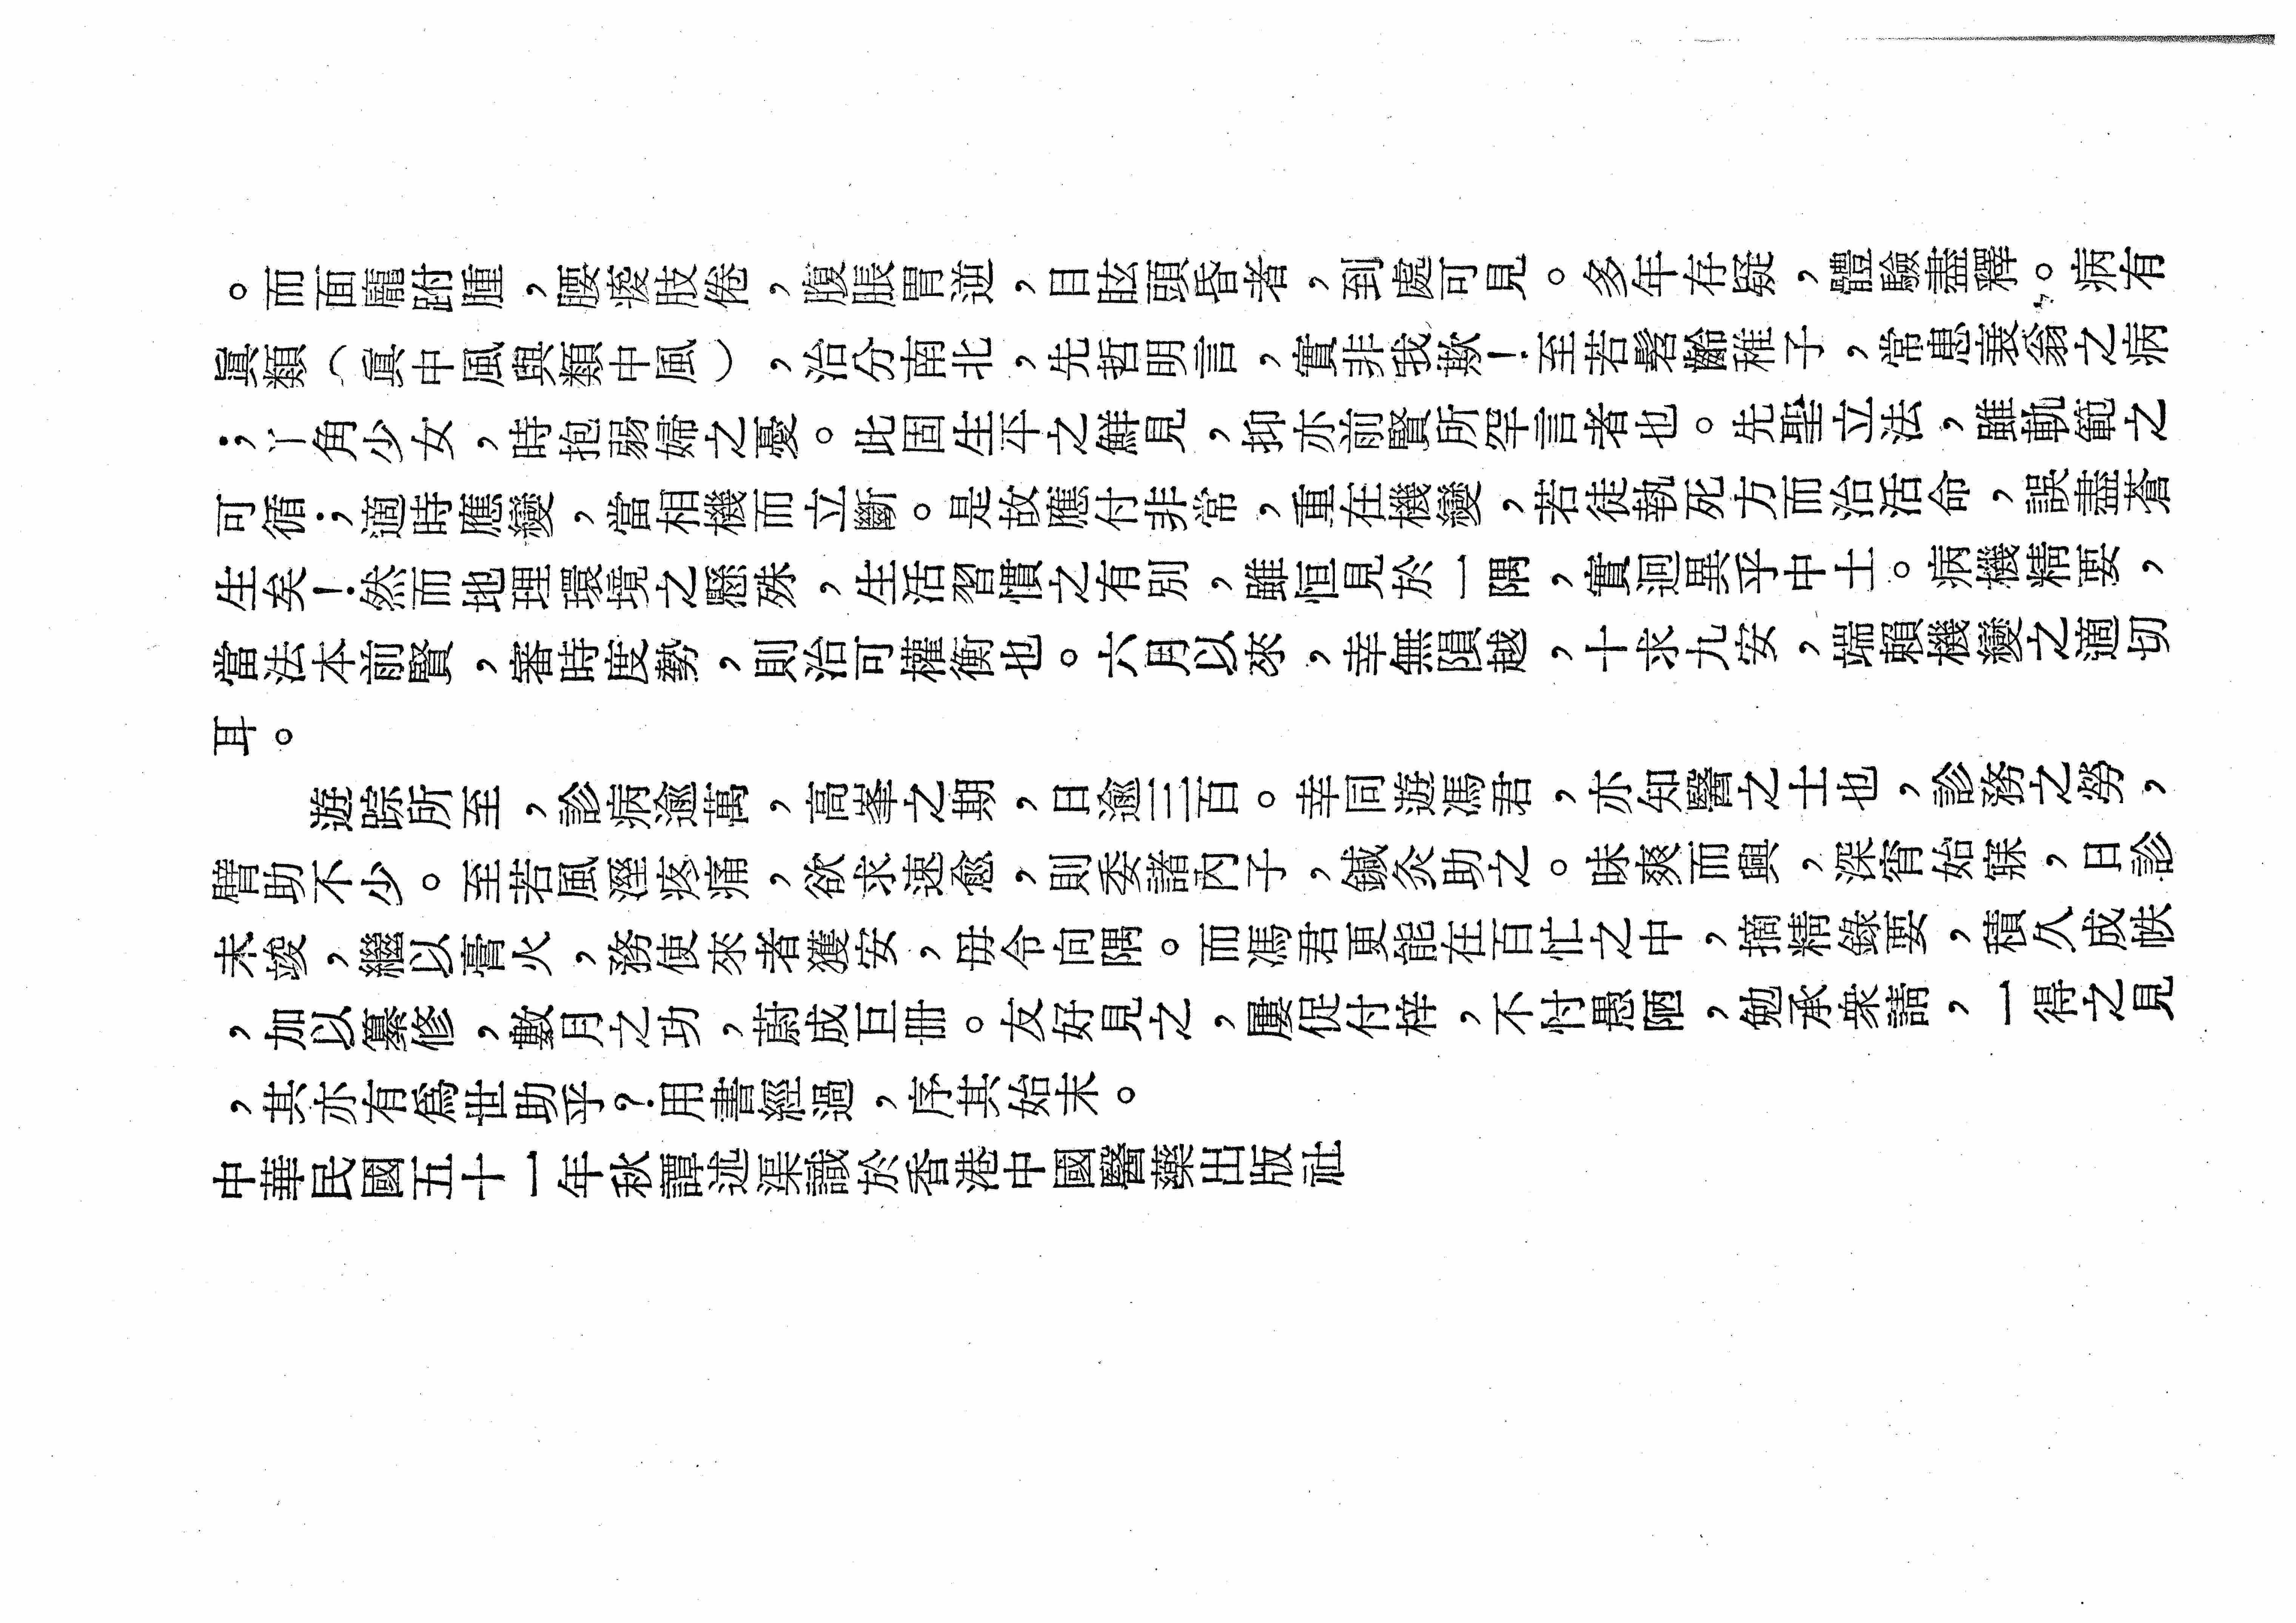 。而面龐跗腫，腰痠肢倦，腹脹胃逆，目眩頭昏者，到處可見。多年存疑，體驗盡釋。病有
眞類（眞中風與類中風），治分南北，先哲明言，實非我欺！至若髫齡稚子，常患衰翁之病
；丫角少女，時抱弱婦之憂。此固生平之鮮見，抑亦前賢所罕言者也。先聖立法，雖軌範之
可循；適時應變，當相機而立斷。是故應付非常，重在機變，若徒執死方而治活命，誤盡蒼
生矣！然而地理環境之懸殊，生活習慣之有別，雖恒見於一隅，實迥異乎中土。病機精要，
當法本前賢，審時度勢，則治可權衡也。六月以來，幸無隕越，十求九安，端賴機變之適切
耳。
遊踪所至，診病逾萬，高峯之期，日逾三百。幸同遊馮君，亦知醫之士也，診務之勞，
臂助不少。至若風溼疼痛，欲求速愈，則委諸內子，鍼灸助之。昧爽而興，深宵始寐，日診
未竣，繼以膏火，務使來者獲安，毋令向隅。而馮君更能在百忙之中，摘精錄要，積久成帙
，加以纂修，數月之功，蔚成巨冊。友好見之，屢促付梓，不忖愚陋，勉承衆請，一得之見
，其亦有爲世助乎？用書經過，序其始末。
中華民國五十一年秋譚述渠識於香港中國醫藥出版社